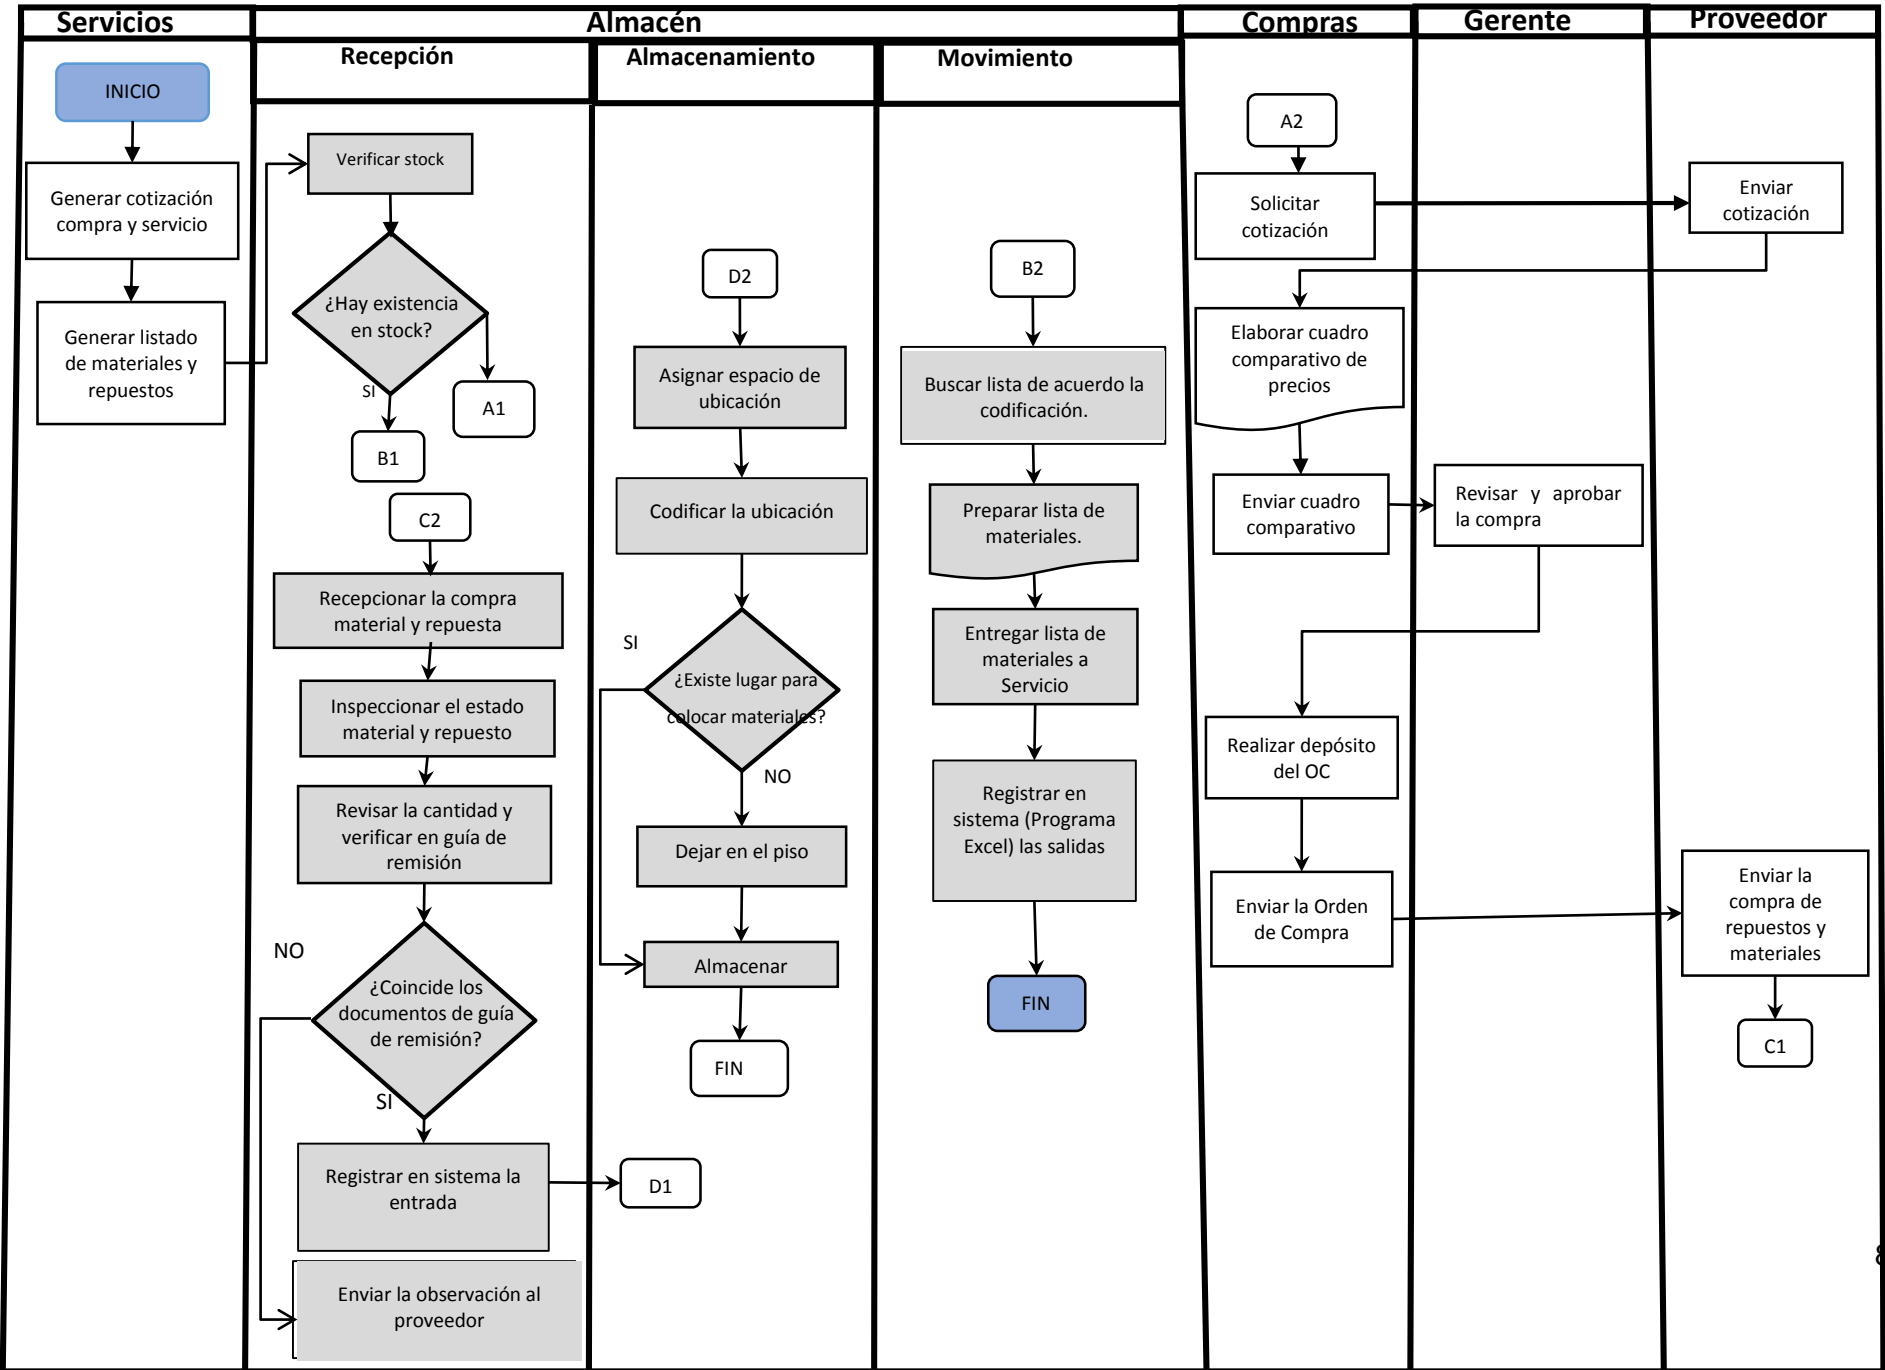 Servicios
Almacén
Compras
Gerente
Proveedor
Recepción
Almacenamiento
Movimiento
INICIO
Generar cotización
compra y servicio
Generar listado
de materiales y
repuestos
Verificar stock
¿Hay existencia
en stock?
SI
A1
B1
C2
Recepcionar la compra
material y repuesta
Inspeccionar el estado
material y repuesto
Revisar la cantidad y
verificar en guía de
remisión
NO
¿Coincide los
documentos de guía
de remisión?
SI
Registrar en sistema la
entrada
D1
Enviar la observación al
proveedor
D2
Asignar espacio de
ubicación
Codificar la ubicación
SI
¿Existe lugar para
colocar materiales?
NO
Dejar en el piso
Almacenar
FIN
B2
Buscar lista de acuerdo la
codificación.
Preparar lista de
materiales.
Entregar lista de
materiales a
Servicio
Registrar en
sistema (Programa
Excel) las salidas
FIN
A2
Solicitar
cotización
Elaborar cuadro
comparativo de
precios
Enviar cuadro
comparativo
Realizar depósito
del OC
Enviar la Orden
de Compra
Revisar y aprobar
la compra
Enviar
cotización
Enviar la
compra de
repuestos y
materiales
C1